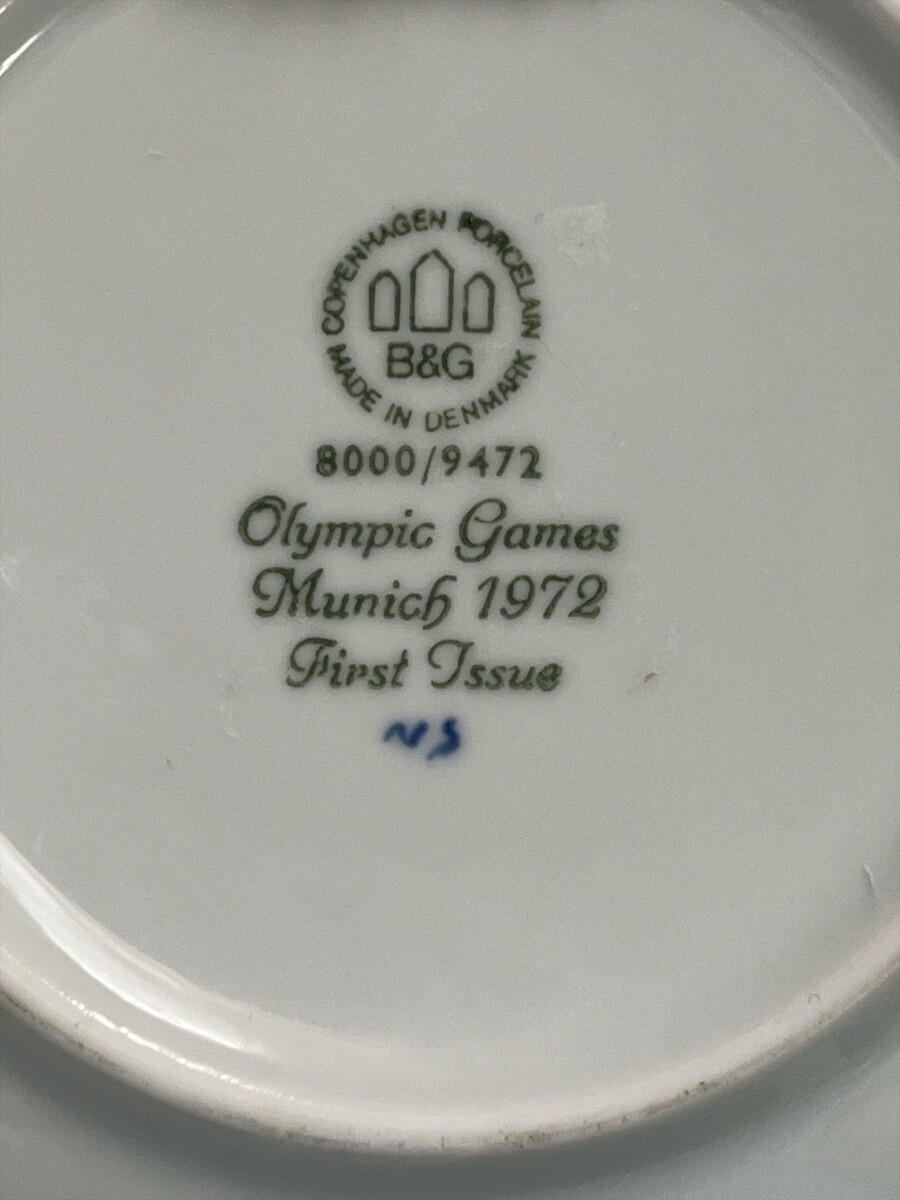 COPENHAGEN PORCELAIN
B&G
MADE IN DENMARK
8000/9472
Olympic Games
Munich 1972
First Issue